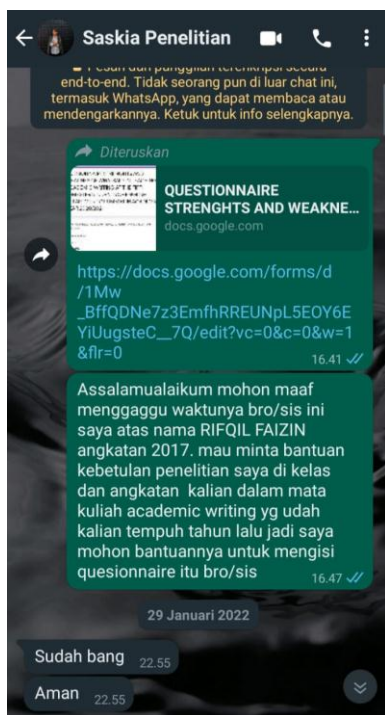 Saskia Penelitian
Pesan dan panggilan terenkripsi secara
end-to-end. Tidak seorang pun di luar chat ini,
termasuk WhatsApp, yang dapat membaca atau
mendengarkannya. Ketuk untuk info selengkapnya.
Diteruskan
QUESTIONNAIRE
STRENGHTS AND WEAKNE...
docs.google.com
https://docs.google.com/forms/d
/1Mw
_BffQDNe7z3EmfhRREUNpL5EOY6E
YiUugsteC__7Q/edit?vc=0&c=0&w=1
&flr=0
16.41
Assalamualaikum mohon maaf
menggaggu waktunya bro/sis ini
saya atas nama RIFQIL FAIZIN
angkatan 2017. mau minta bantuan
kebetulan penelitian saya di kelas
dan angkatan kalian dalam mata
kuliah academic writing yg udah
kalian tempuh tahun lalu jadi saya
mohon bantuannya untuk mengisi
quesionnaire itu bro/sis
16.47
29 Januari 2022
Sudah bang 22.55
Aman 22.55